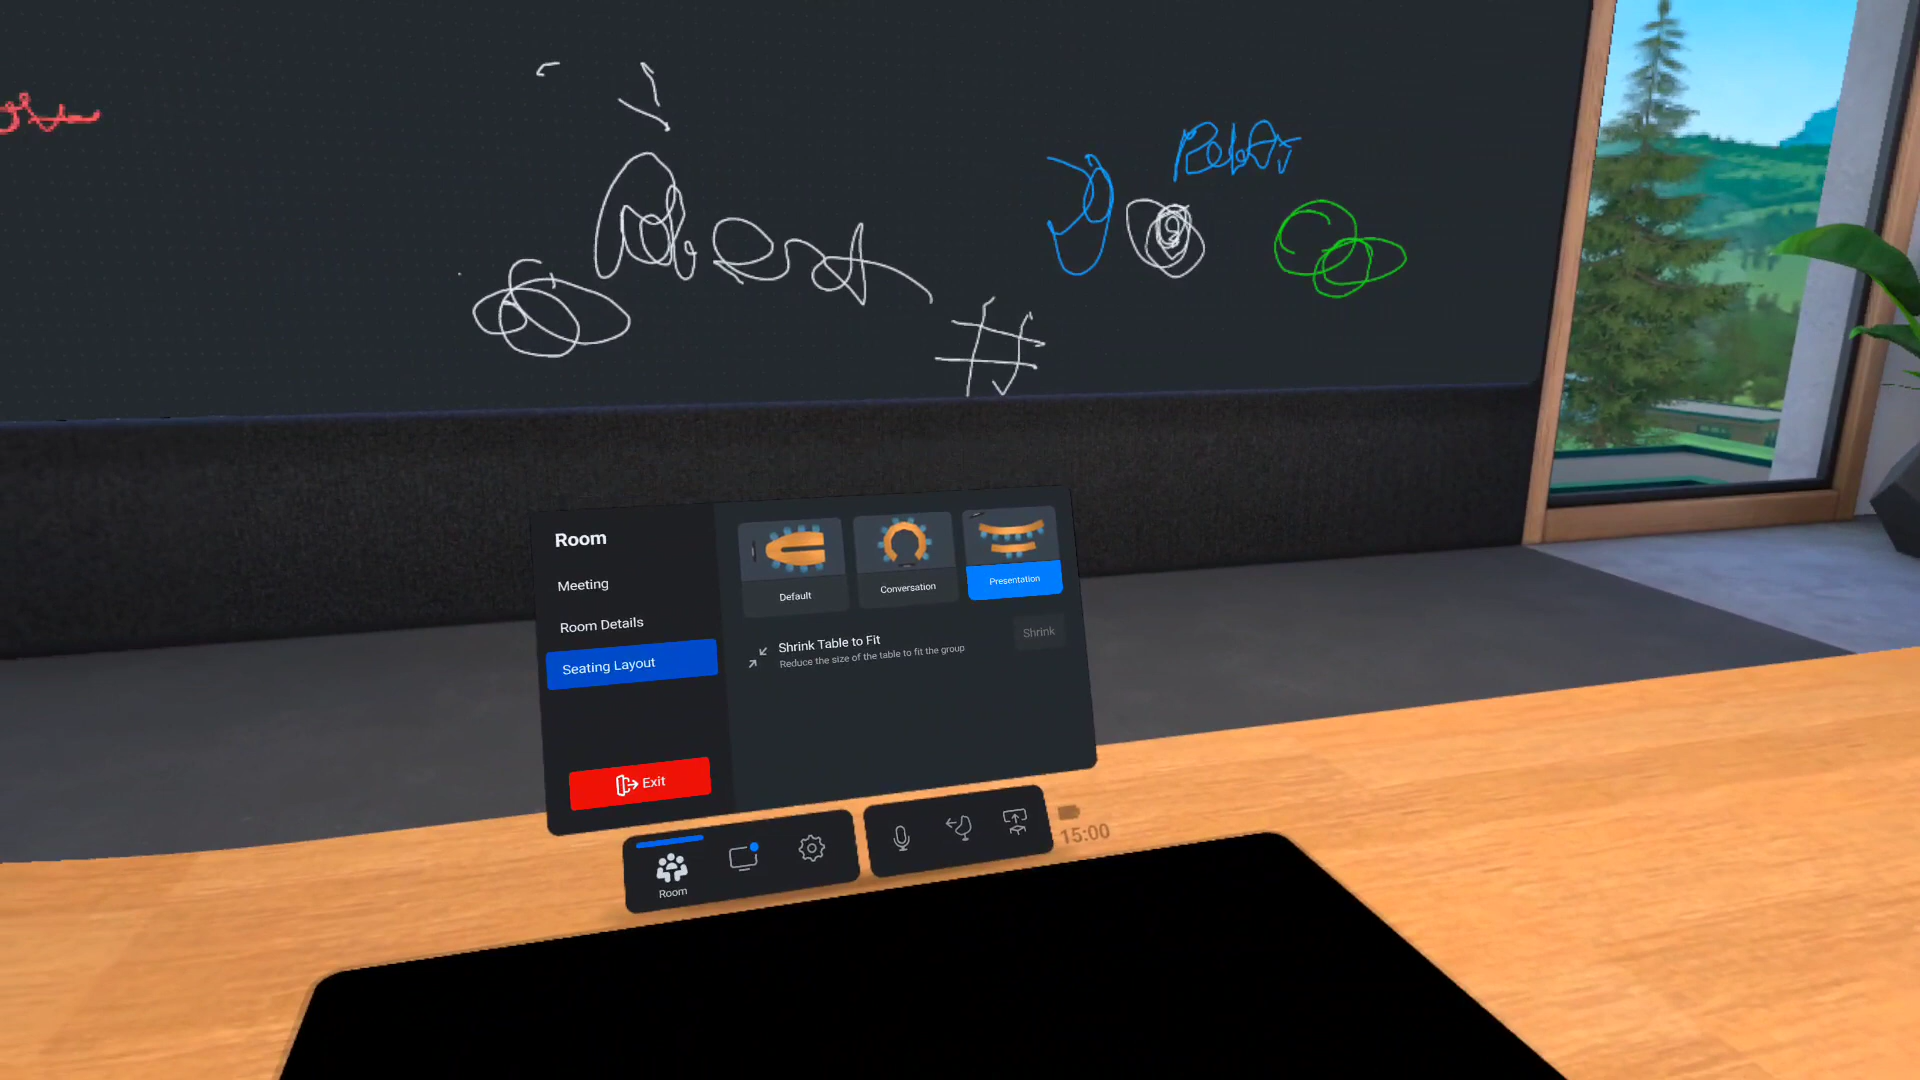 Room
Meeting
Room Details
Seating Layout
Exit
Default
Conversation
Presentation
Shrink Table to Fit
Reduce the size of the table to fit the group
Shrink
Room
15:00